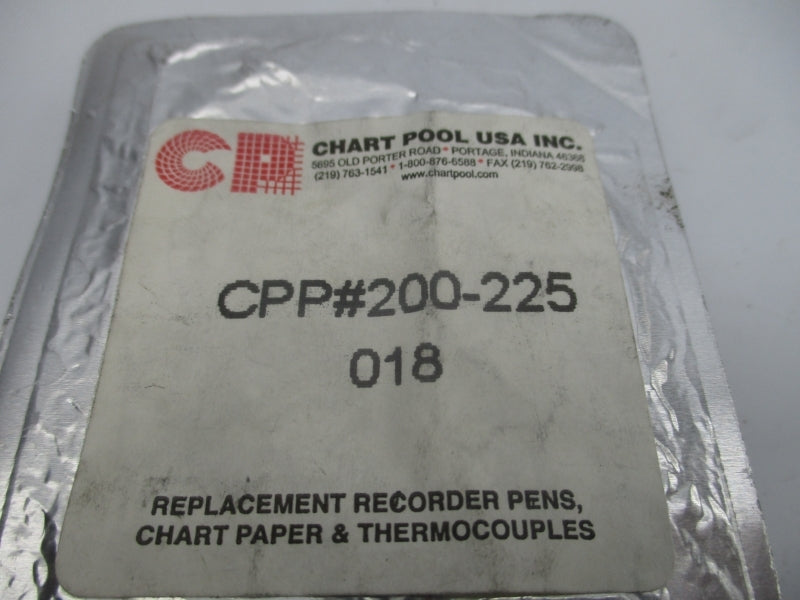 CP
CHART POOL USA INC.
5695 OLD PORTER ROAD * PORTAGE, INDIANA 46368
(219) 763-1541 * 1-800-876-6588 * FAX (219) 762-2998
www.chartpool.com
CPP#200-225
018
REPLACEMENT RECORDER PENS,
CHART PAPER & THERMOCOUPLES